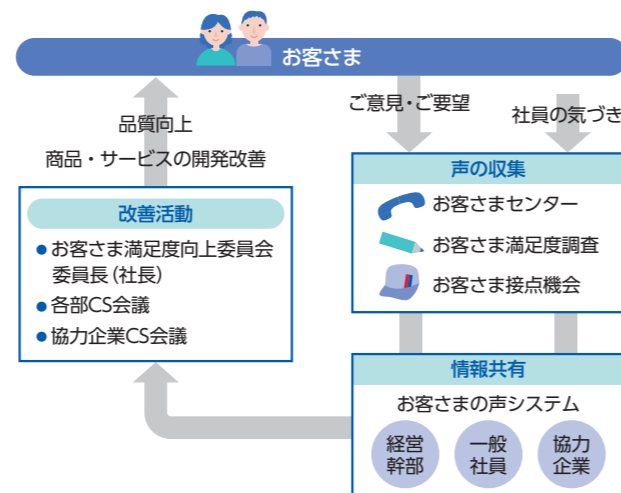 お客さま
品質向上
商品・サービスの開発改善
ご意見・ご要望
社員の気づき
改善活動
●お客さま満足度向上委員会
委員長(社長)
●各部CS会議
●協力企業CS会議
声の収集
お客さまセンター
お客さま満足度調査
お客さま接点機会
情報共有
お客さまの声システム
経営
幹部
一般
社員
協力
企業